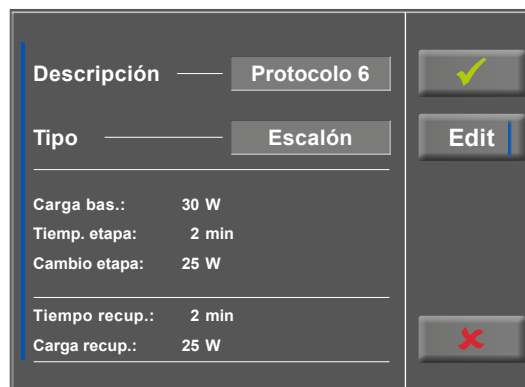 Descripción Protocolo 6
Tipo Escalón
Edit
Carga bas.: 30 W
Tiemp. etapa: 2 min
Cambio etapa: 25 W
Tiempo recup.: 2 min
Carga recup.: 25 W